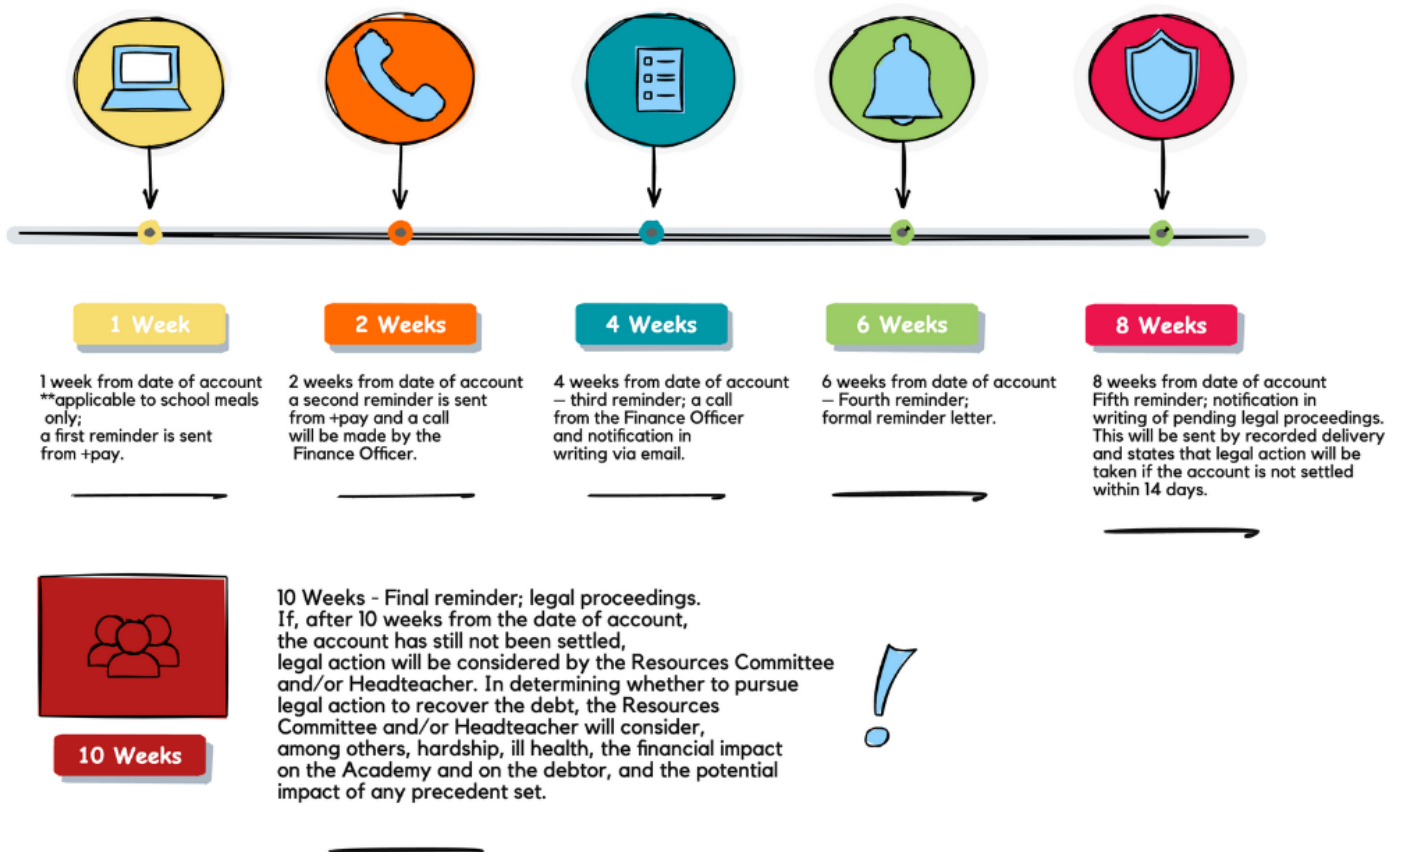 1 Week
2 Weeks
4 Weeks
6 Weeks
8 Weeks
1 week from date of account
**applicable to school meals
only;
a first reminder is sent
from +pay.
2 weeks from date of account
a second reminder is sent
from +pay and a call
will be made by the
Finance Officer.
4 weeks from date of account
– third reminder; a call
from the Finance Officer
and notification in
writing via email.
6 weeks from date of account
– Fourth reminder;
formal reminder letter.
8 weeks from date of account
Fifth reminder; notification in
writing of pending legal proceedings.
This will be sent by recorded delivery
and states that legal action will be
taken if the account is not settled
within 14 days.
10 Weeks
10 Weeks - Final reminder; legal proceedings.
If, after 10 weeks from the date of account,
the account has still not been settled,
legal action will be considered by the Resources Committee
and/or Headteacher. In determining whether to pursue
legal action to recover the debt, the Resources
Committee and/or Headteacher will consider,
among others, hardship, ill health, the financial impact
on the Academy and on the debtor, and the potential
impact of any precedent set.
!